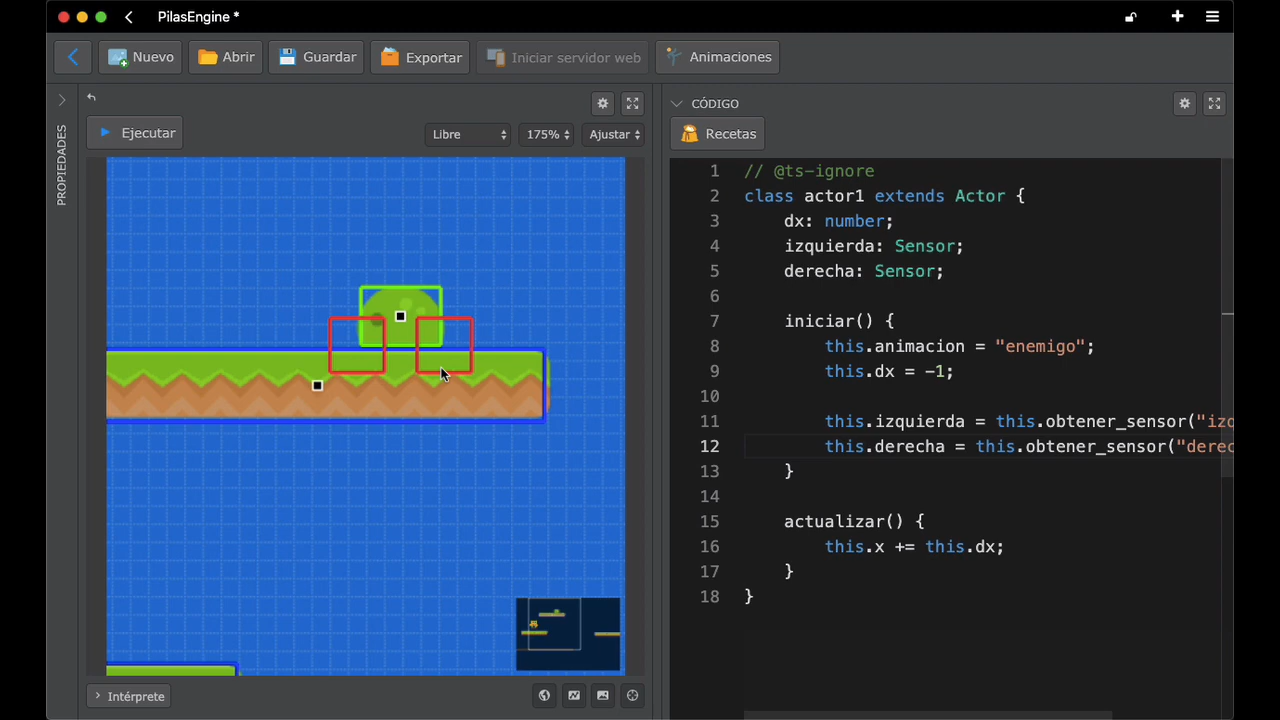 PilasEngine *
Nuevo Abrir Guardar Exportar Iniciar servidor web Animaciones
PROPIEDADES
Ejecutar Libre 175% Ajustar
CÓDIGO
Recetas
1 // @ts-ignore
2 class actor1 extends Actor {
3 dx: number;
4 izquierda: Sensor;
5 derecha: Sensor;
6
7 iniciar() {
8 this.animacion = "enemigo";
9 this.dx = -1;
10
11 this.izquierda = this.obtener_sensor("izq
12 this.derecha = this.obtener_sensor("derec
13 }
14
15 actualizar() {
16 this.x += this.dx;
17 }
18 }
Intérprete